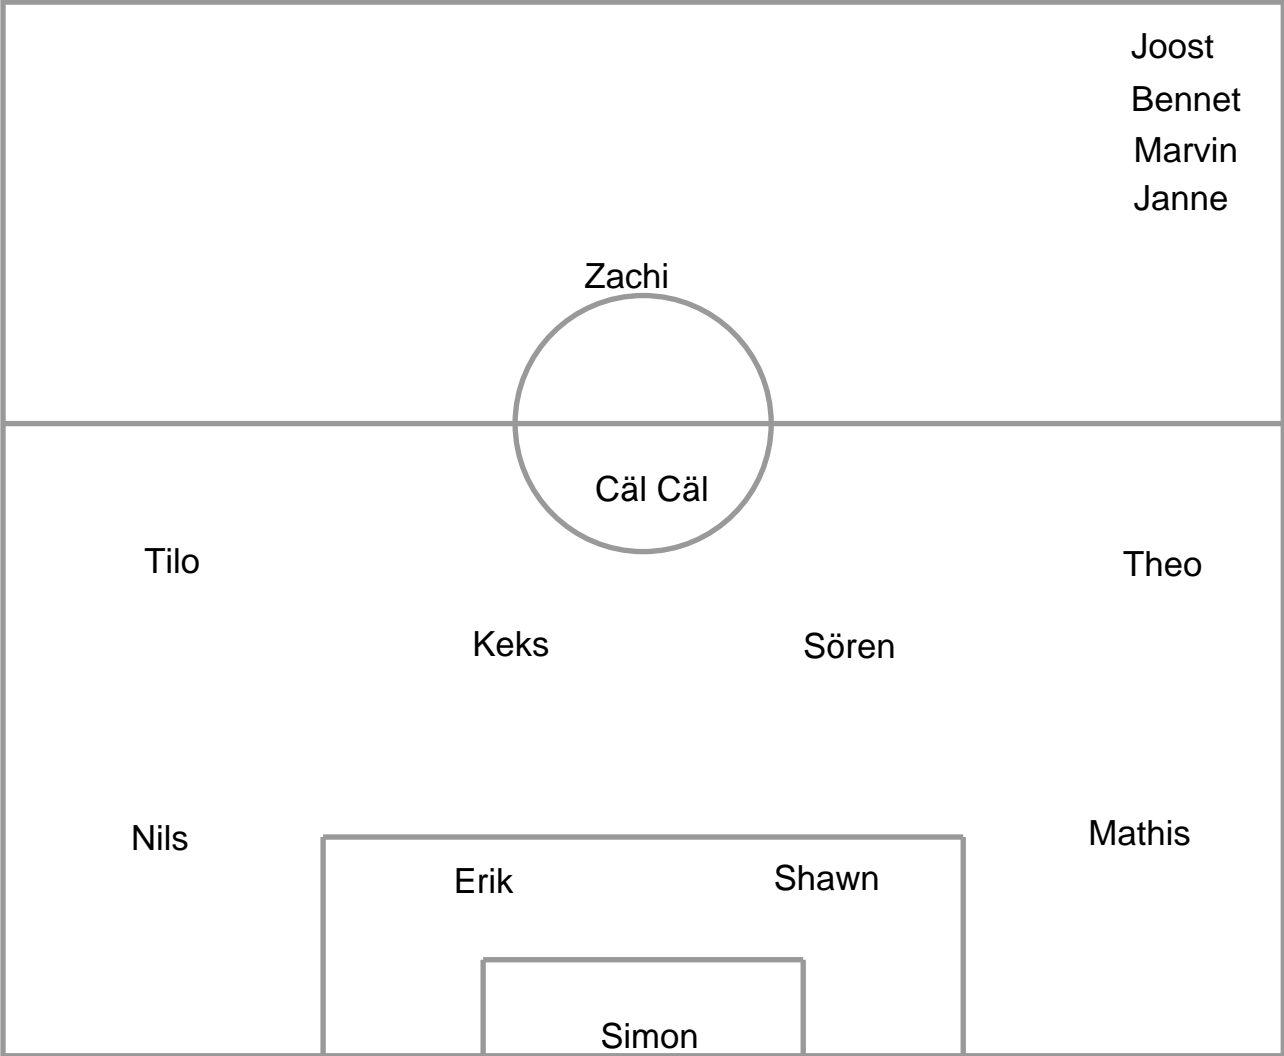 Joost
Bennet
Marvin
Janne
Zachi
Cäl Cäl
Tilo
Theo
Keks
Sören
Nils
Mathis
Erik
Shawn
Simon